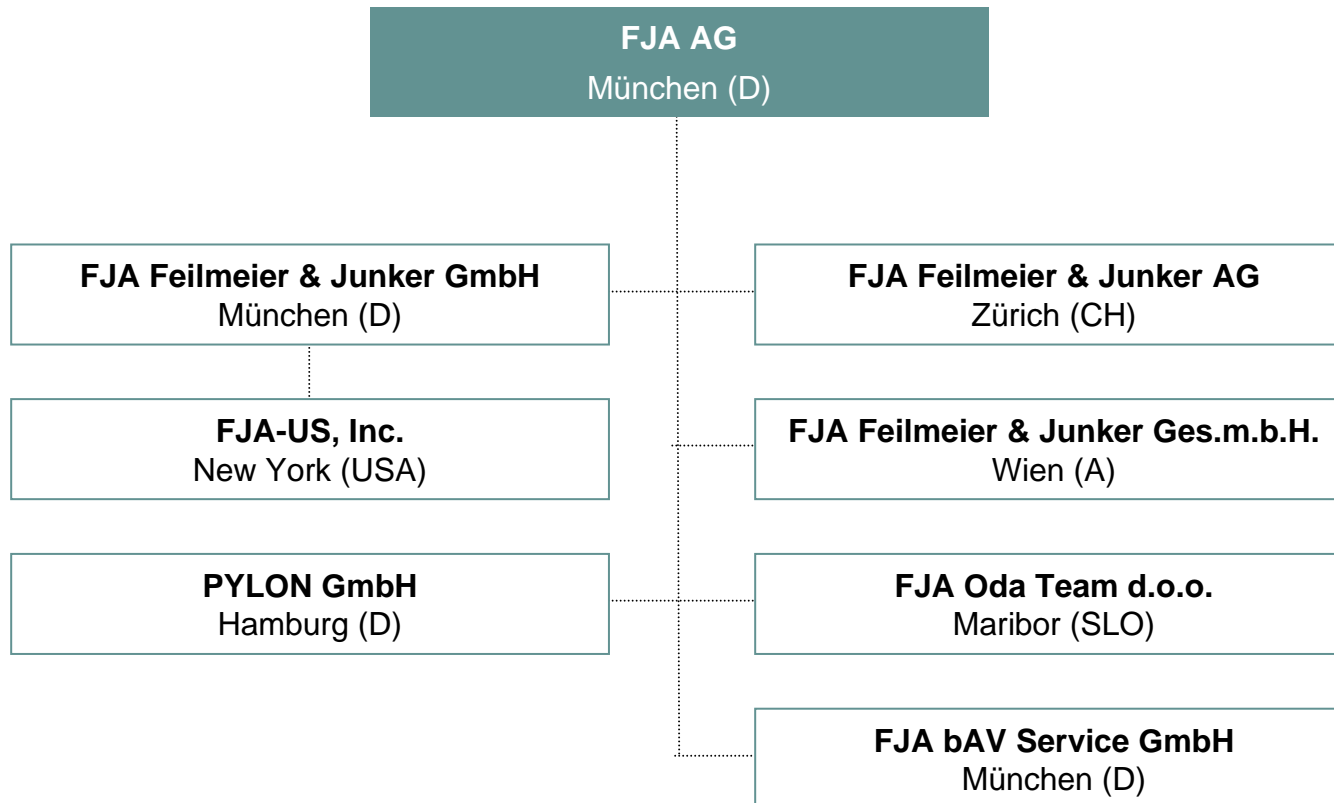 FJA AG
München (D)
FJA Feilmeier & Junker GmbH
München (D)
FJA Feilmeier & Junker AG
Zürich (CH)
FJA-US, Inc.
New York (USA)
FJA Feilmeier & Junker Ges.m.b.H.
Wien (A)
PYLON GmbH
Hamburg (D)
FJA Oda Team d.o.o.
Maribor (SLO)
FJA bAV Service GmbH
München (D)